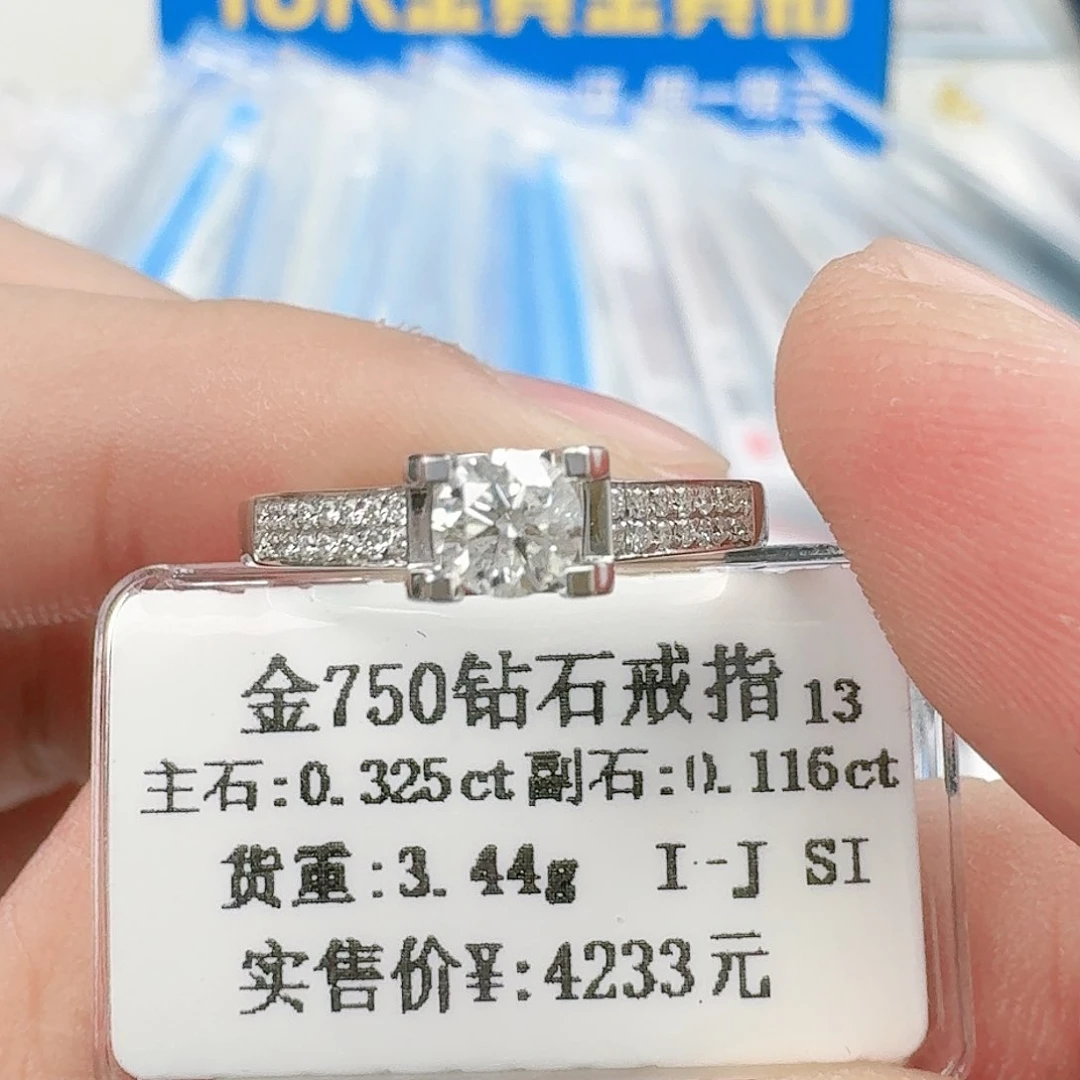 金750钻石戒指 13
主石:0.325ct 副石:0.116ct
货重:3.44g I-J SI
实售价¥:4233元